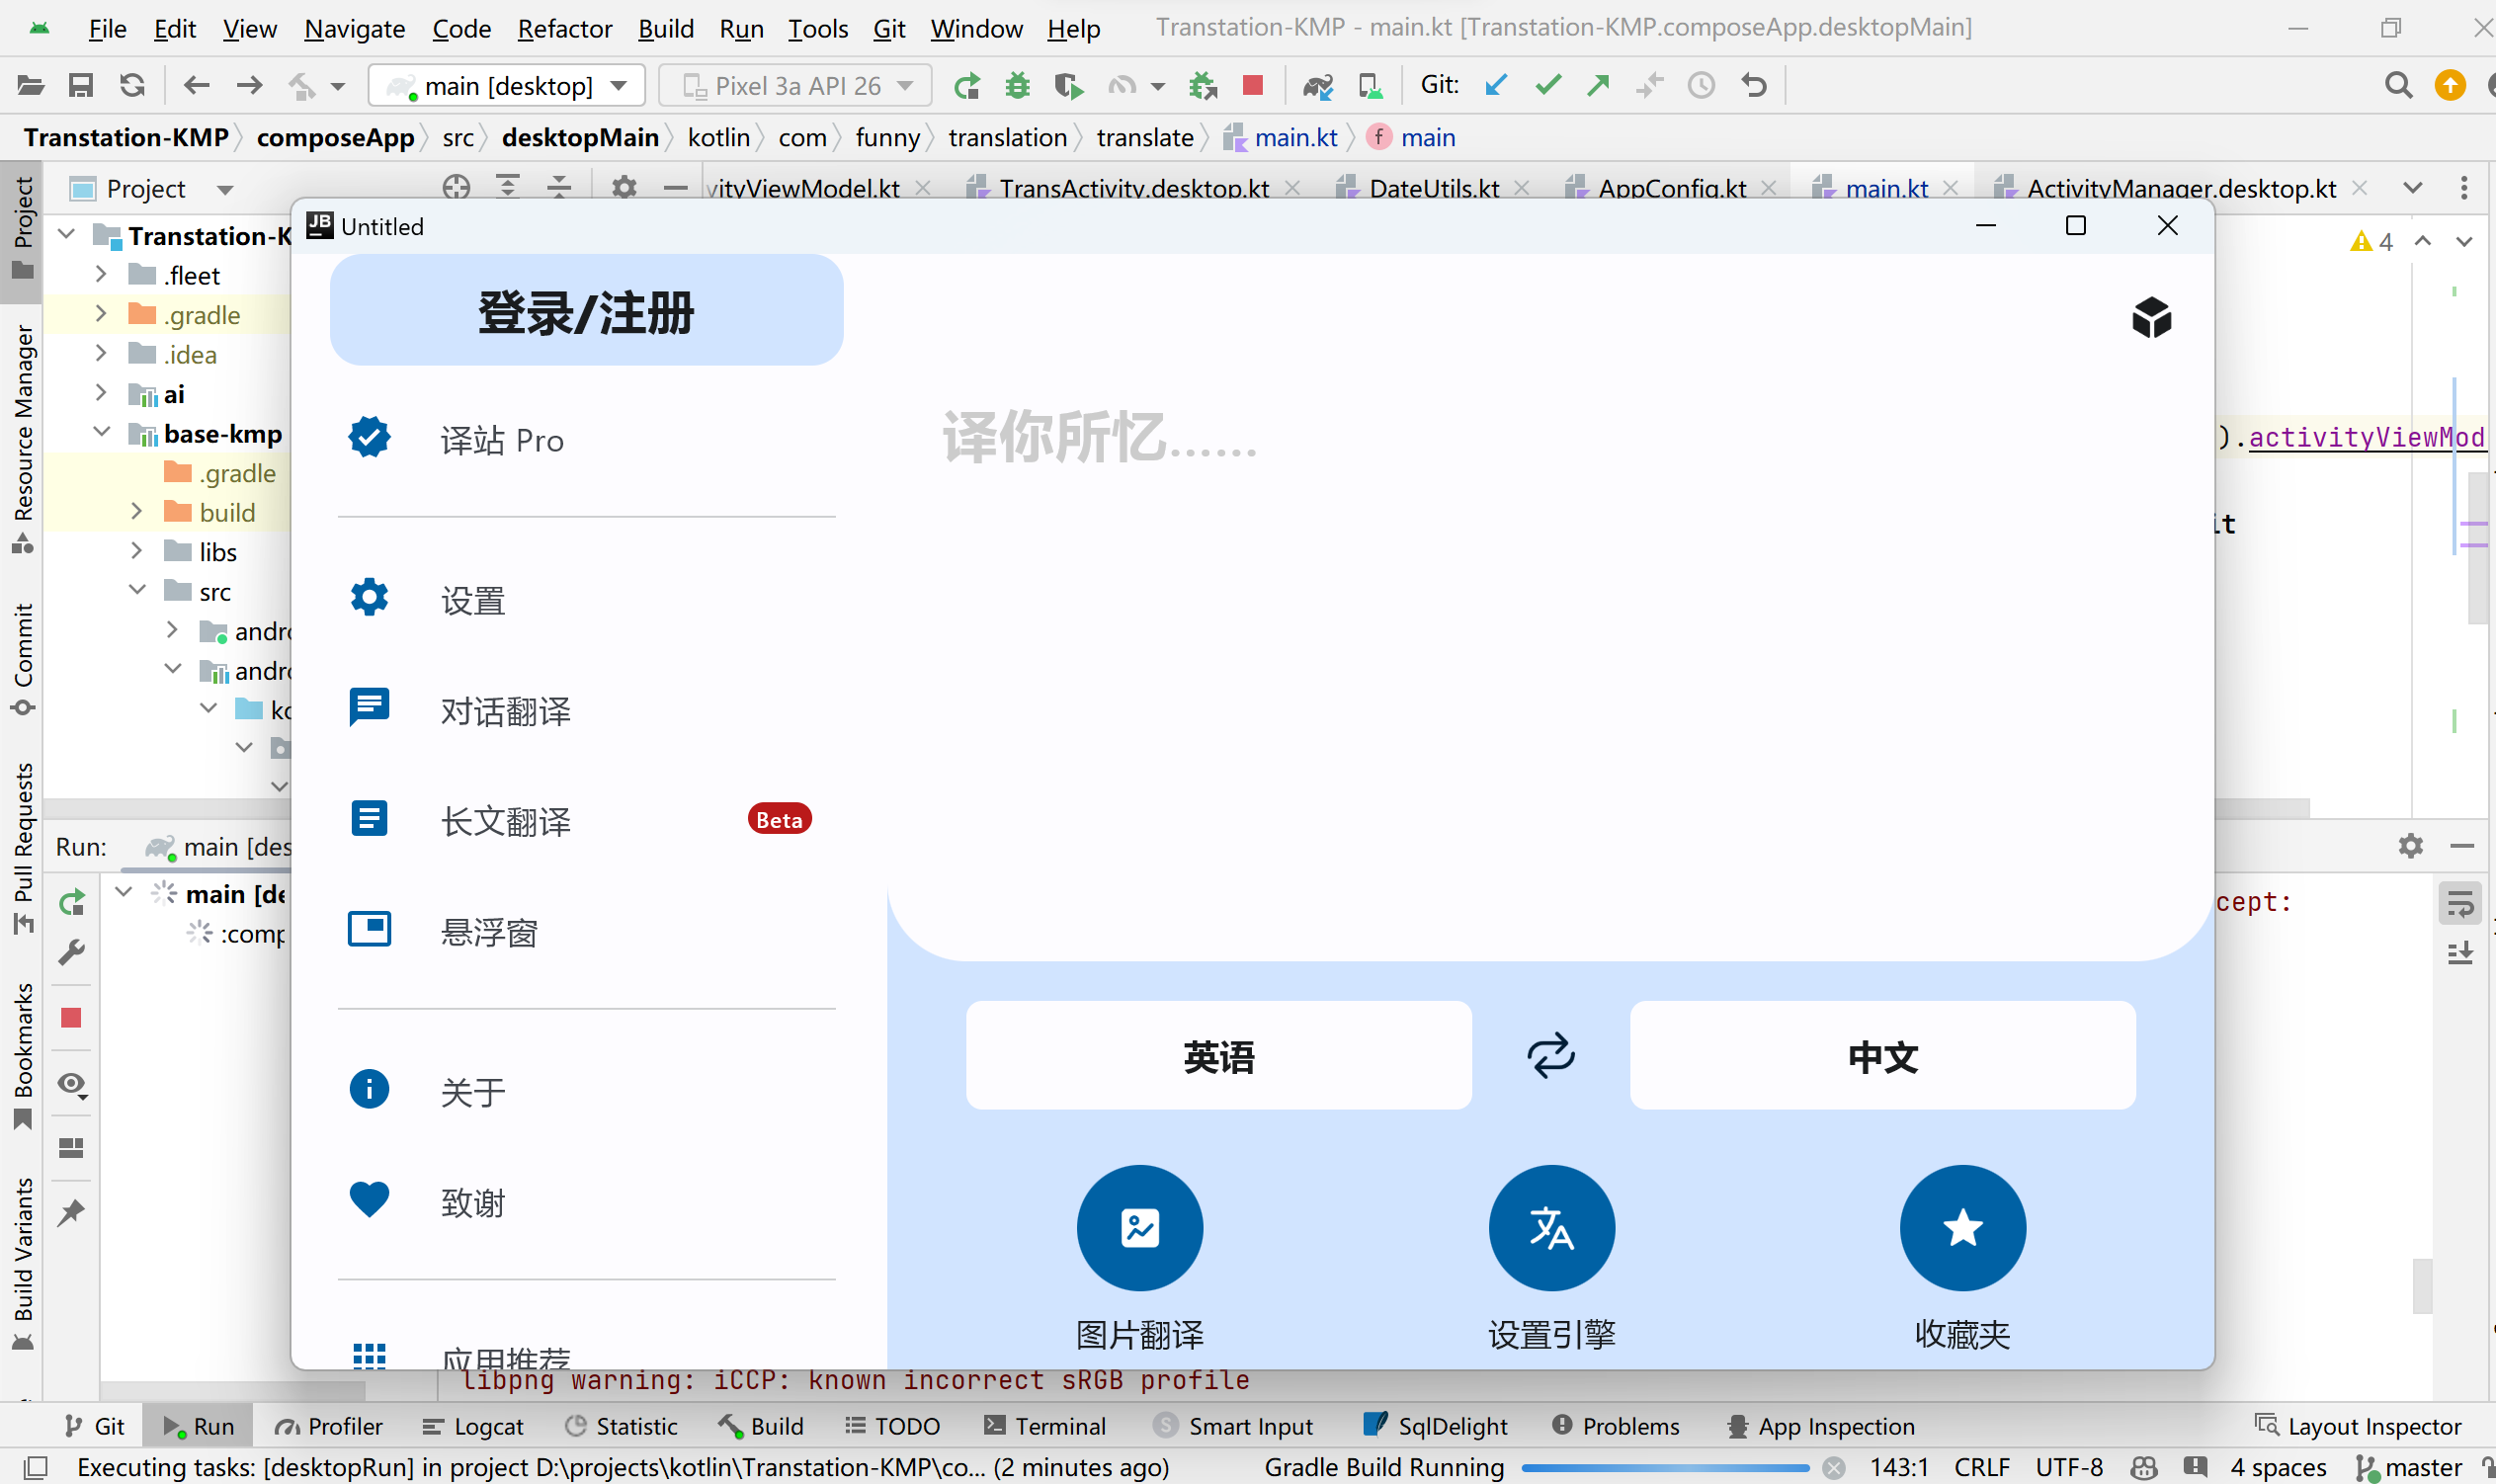 File Edit View Navigate Code Refactor Build Run Tools Git Window Help Transtation-KMP - main.kt [Transtation-KMP.composeApp.desktopMain]
main [desktop] Pixel 3a API 26 Git:
Transtation-KMP composeApp src desktopMain kotlin com funny translation translate main.kt main
Project
vityViewModel.kt TransActivity.desktop.kt DateUtils.kt AppConfig.kt main.kt ActivityManager.desktop.kt
Project
Resource Manager
Commit
Pull Requests
Bookmarks
Build Variants
Transtation-K
.fleet
.gradle
.idea
ai
base-kmp
.gradle
build
libs
src
andro
andro
ko
4
).activityViewMod
it
Untitled
登录/注册
译站 Pro
设置
对话翻译
长文翻译 Beta
悬浮窗
关于
致谢
应用推荐
译你所忆......
英语
中文
图片翻译
设置引擎
收藏夹
Run: main [des
main [de
:comp
cept:
libpng warning: iCCP: known incorrect sRGB profile
Git Run Profiler Logcat Statistic Build TODO Terminal Smart Input SqlDelight Problems App Inspection Layout Inspector
Executing tasks: [desktopRun] in project D:\projects\kotlin\Transtation-KMP\co... (2 minutes ago) Gradle Build Running 143:1 CRLF UTF-8 4 spaces master